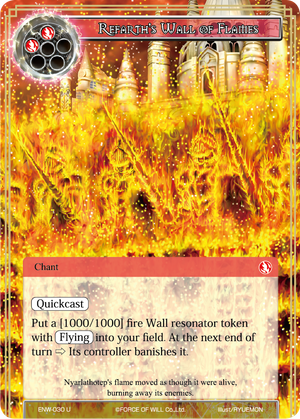 Refarth's Wall of Flames
Chant
Quickcast
Put a [1000/1000] fire Wall resonator token
with Flying into your field. At the next end
of turn ⇨ Its controller banishes it.
Nyarlathotep's flame moved as though it were alive,
burning away its enemies.
ENW-030 U
©FORCE OF WILL Co.,Ltd.
Illust/RYUEMON